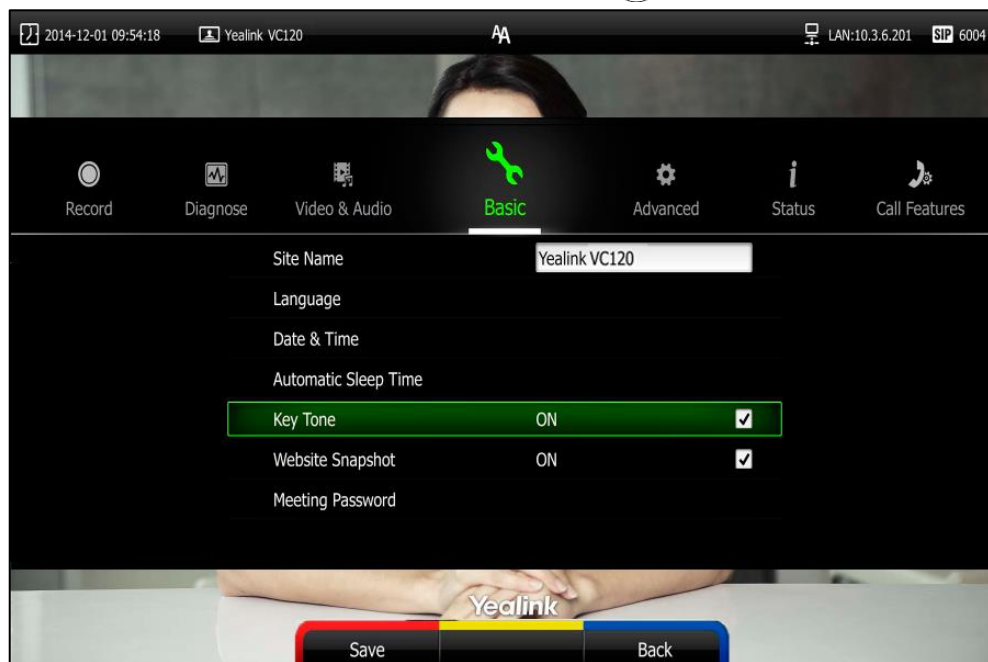 2014-12-01 09:54:18 Yealink VC120 AA LAN:10.3.6.201 SIP 6004
Record Diagnose Video & Audio Basic Advanced Status Call Features
Site Name Yealink VC120
Language
Date & Time
Automatic Sleep Time
Key Tone ON
Website Snapshot ON
Meeting Password
Yealink
Save Back